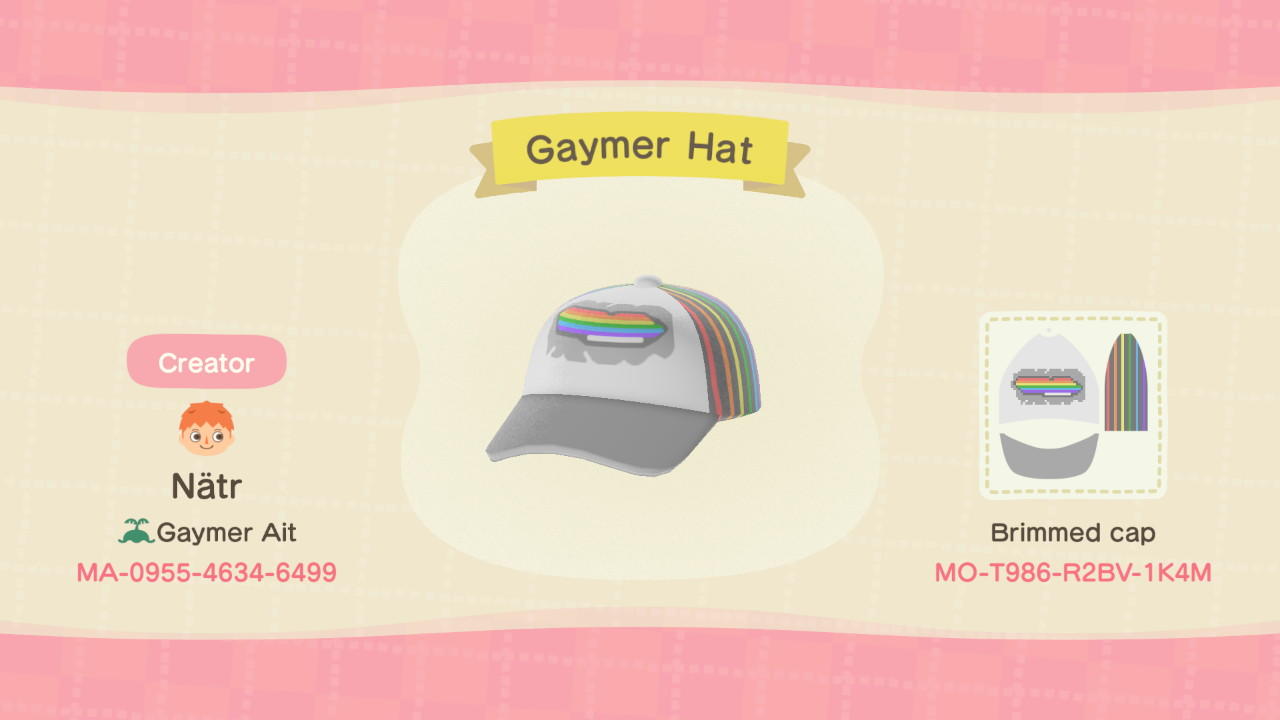 Gaymer Hat
Creator
Nätr
Gaymer Ait
MA-0955-4634-6499
Brimmed cap
MO-T986-R2BV-1K4M